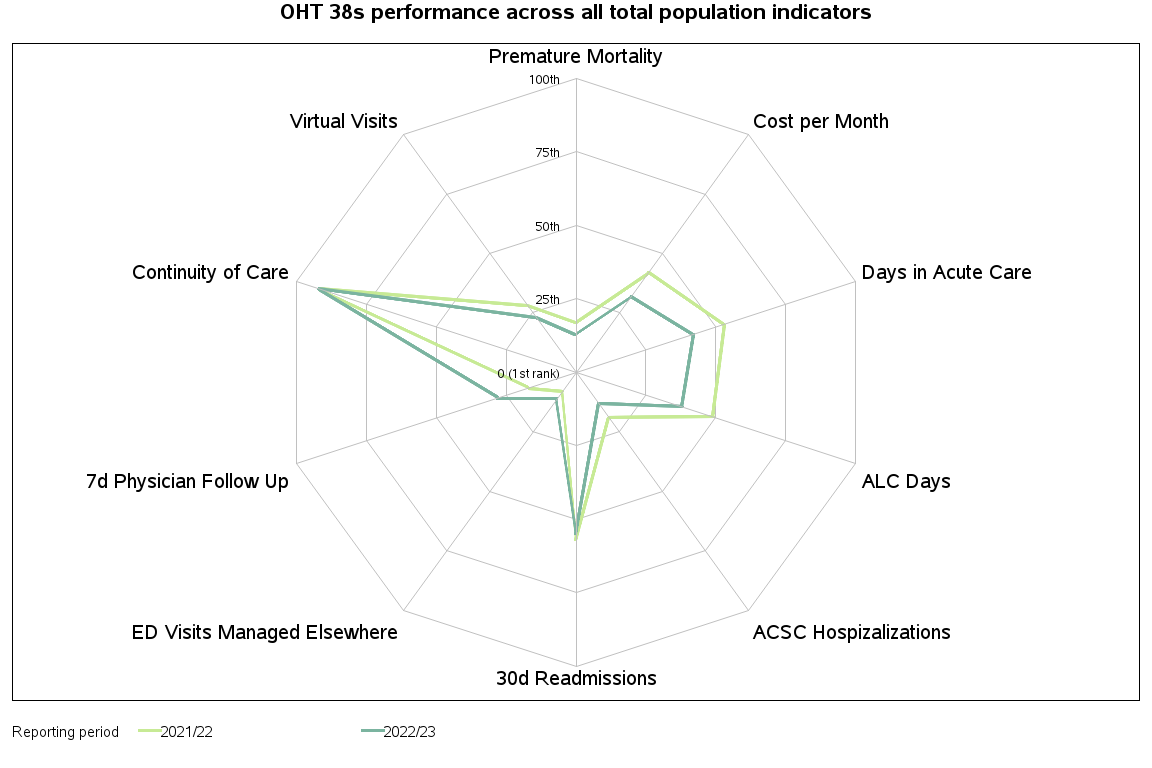 OHT 38s performance across all total population indicators
Premature Mortality
100th
Virtual Visits
Cost per Month
75th
50th
Continuity of Care
Days in Acute Care
25th
0 (1st rank)
7d Physician Follow Up
ALC Days
ED Visits Managed Elsewhere
ACSC Hospizalizations
30d Readmissions
Reporting period 2021/22 2022/23